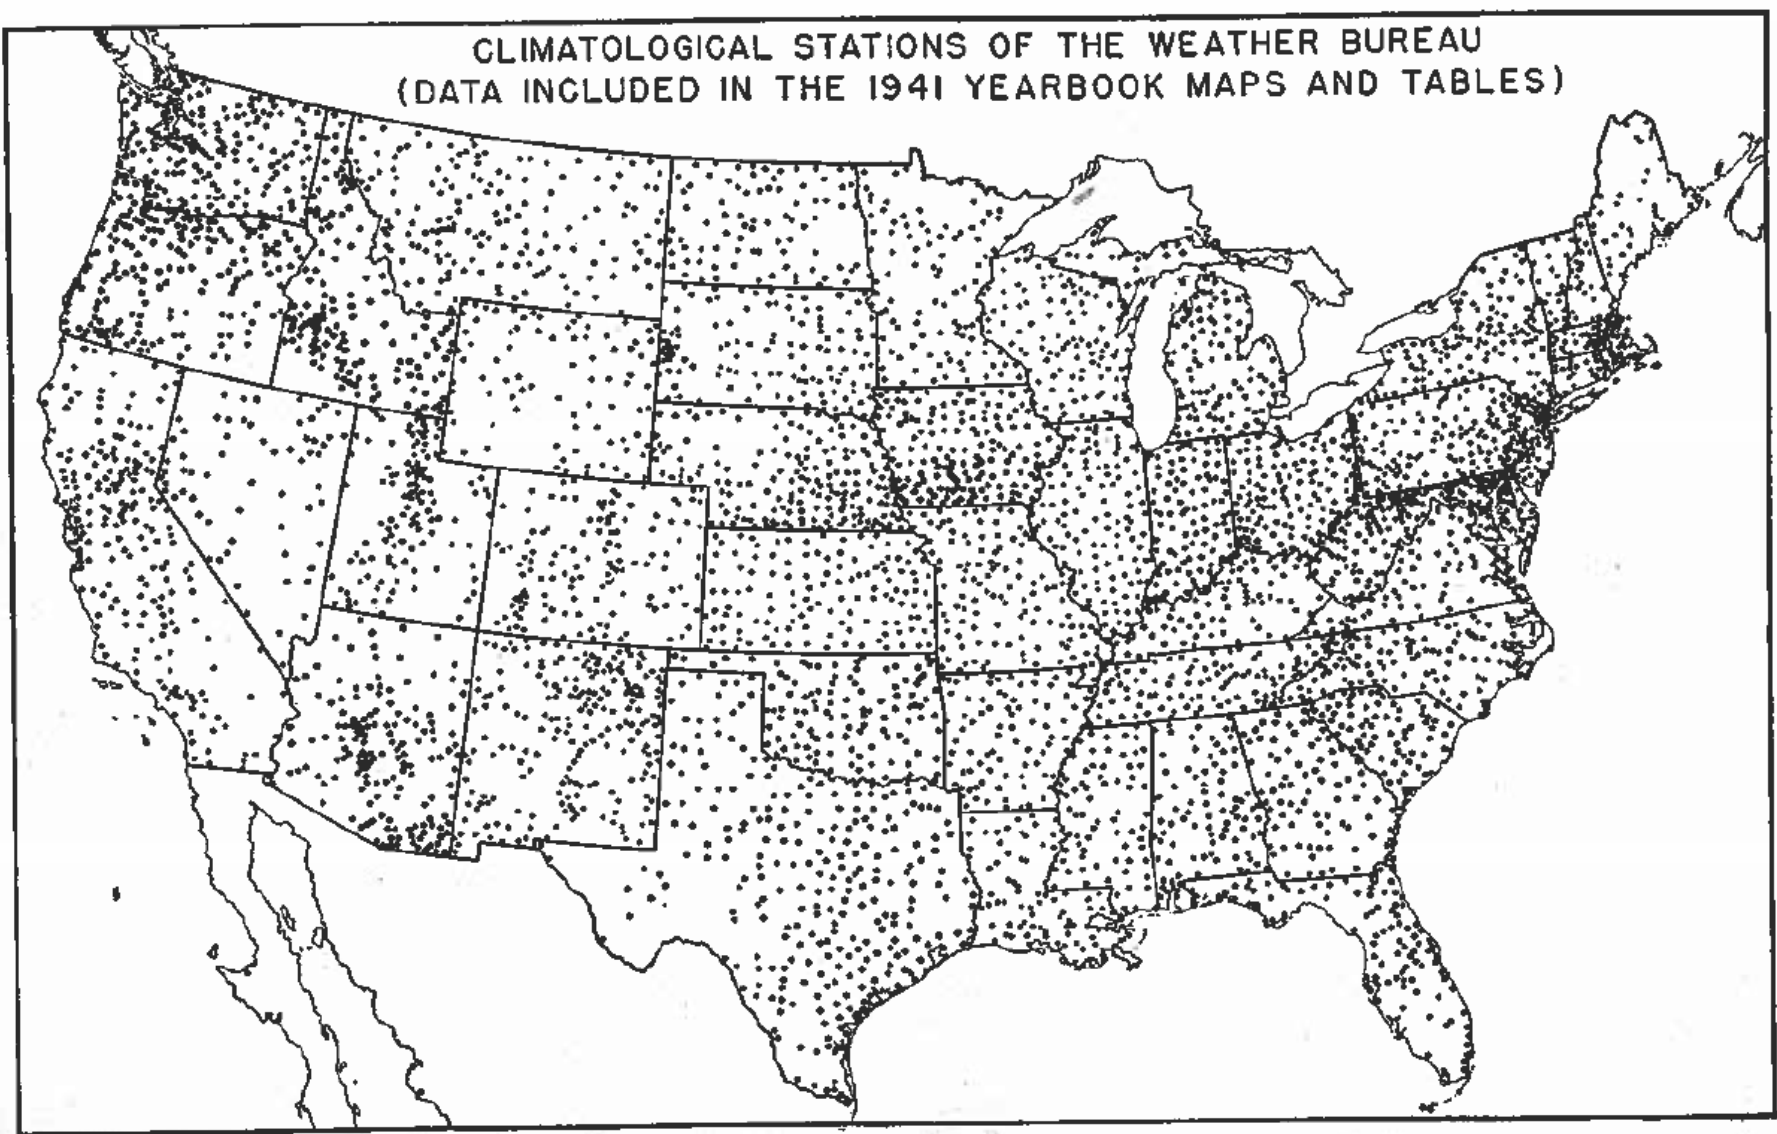 CLIMATOLOGICAL STATIONS OF THE WEATHER BUREAU
(DATA INCLUDED IN THE 1941 YEARBOOK MAPS AND TABLES)